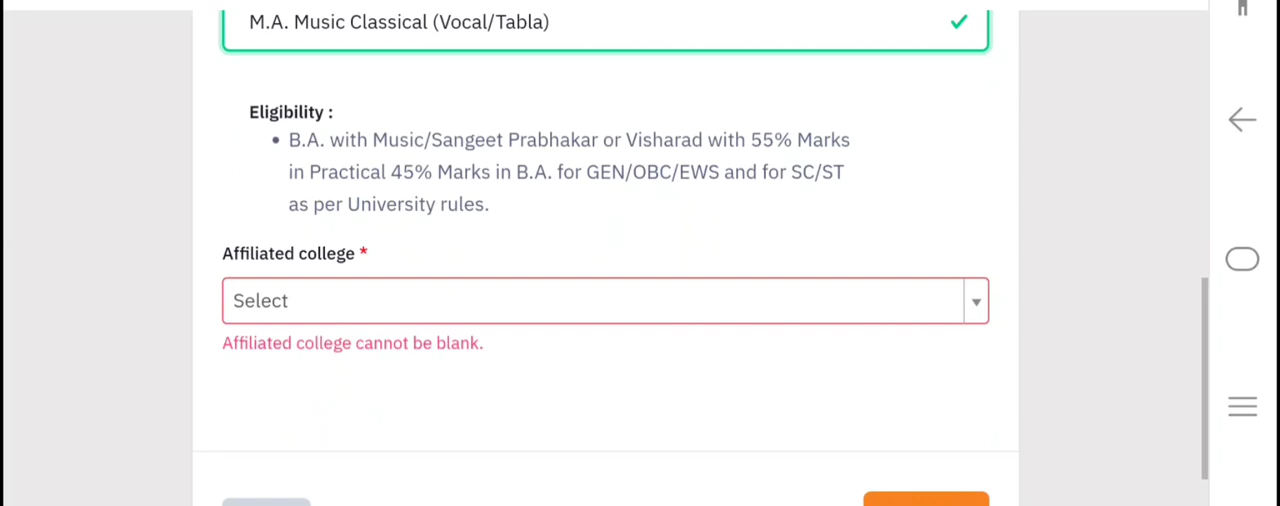 M.A. Music Classical (Vocal/Tabla)
Eligibility :
• B.A. with Music/Sangeet Prabhakar or Visharad with 55% Marks
in Practical 45% Marks in B.A. for GEN/OBC/EWS and for SC/ST
as per University rules.
Affiliated college *
Select
Affiliated college cannot be blank.